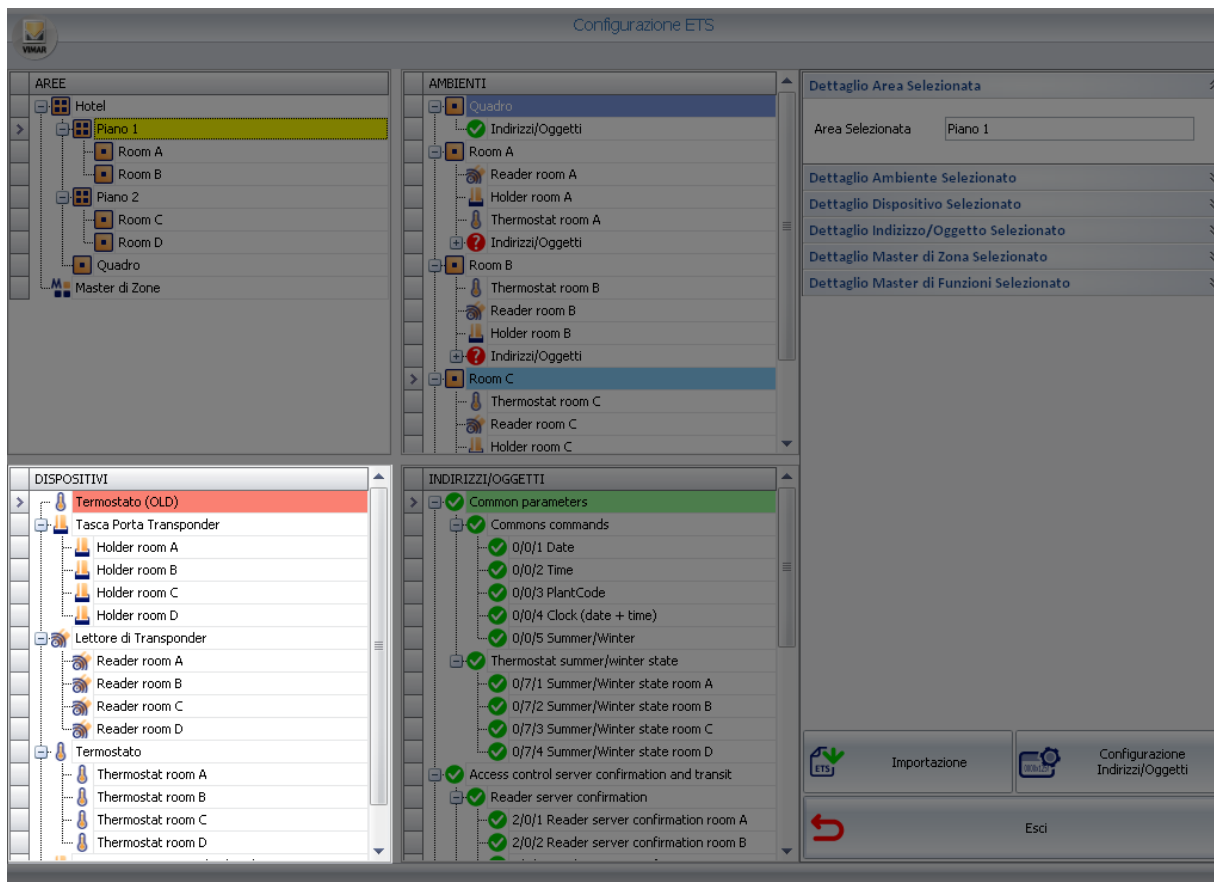 Configurazione ETS
VIMAR
AREE
Hotel
Piano 1
Room A
Room B
Piano 2
Room C
Room D
Quadro
Master di Zone
AMBIENTI
Quadro
Indirizzi/Oggetti
Room A
Reader room A
Holder room A
Thermostat room A
Indirizzi/Oggetti
Room B
Thermostat room B
Reader room B
Holder room B
Indirizzi/Oggetti
Room C
Thermostat room C
Reader room C
Holder room C
Dettaglio Area Selezionata
Area Selezionata Piano 1
Dettaglio Ambiente Selezionato
Dettaglio Dispositivo Selezionato
Dettaglio Indizizzo/Oggetto Selezionato
Dettaglio Master di Zona Selezionato
Dettaglio Master di Funzioni Selezionato
DISPOSITIVI
Termostato (OLD)
Tasca Porta Transponder
Holder room A
Holder room B
Holder room C
Holder room D
Lettore di Transponder
Reader room A
Reader room B
Reader room C
Reader room D
Termostato
Thermostat room A
Thermostat room B
Thermostat room C
Thermostat room D
INDIRIZZI/OGGETTI
Common parameters
Commons commands
0/0/1 Date
0/0/2 Time
0/0/3 PlantCode
0/0/4 Clock (date + time)
0/0/5 Summer/Winter
Thermostat summer/winter state
0/7/1 Summer/Winter state room A
0/7/2 Summer/Winter state room B
0/7/3 Summer/Winter state room C
0/7/4 Summer/Winter state room D
Access control server confirmation and transit
Reader server confirmation
2/0/1 Reader server confirmation room A
2/0/2 Reader server confirmation room B
ETS
Importazione
Configurazione
Indirizzi/Oggetti
Esci